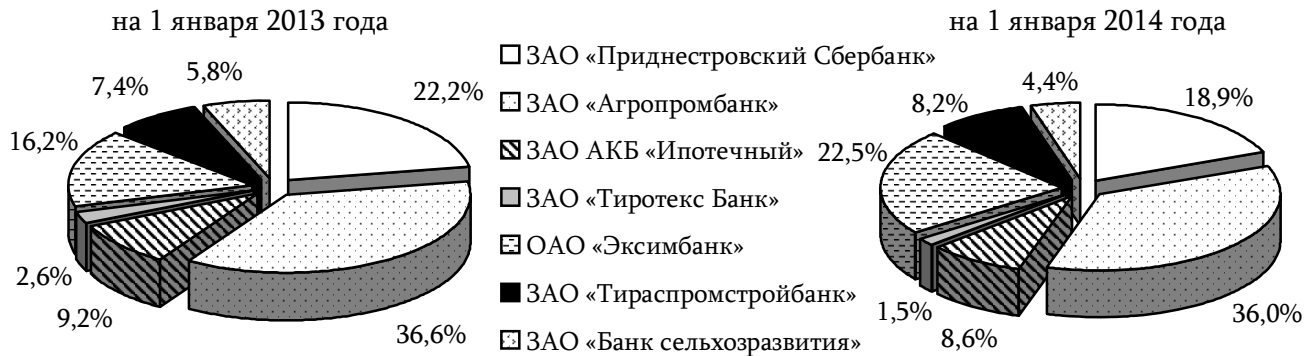 на 1 января 2013 года
5,8%
7,4%
22,2%
16,2%
2,6%
9,2%
36,6%
ЗАО «Приднестровский Сбербанк»
ЗАО «Агропромбанк»
ЗАО АКБ «Ипотечный»
ЗАО «Тиротекс Банк»
ОАО «Эксимбанк»
ЗАО «Тираспромстройбанк»
ЗАО «Банк сельхозразвития»
на 1 января 2014 года
4,4%
8,2%
18,9%
22,5%
1,5%
8,6%
36,0%